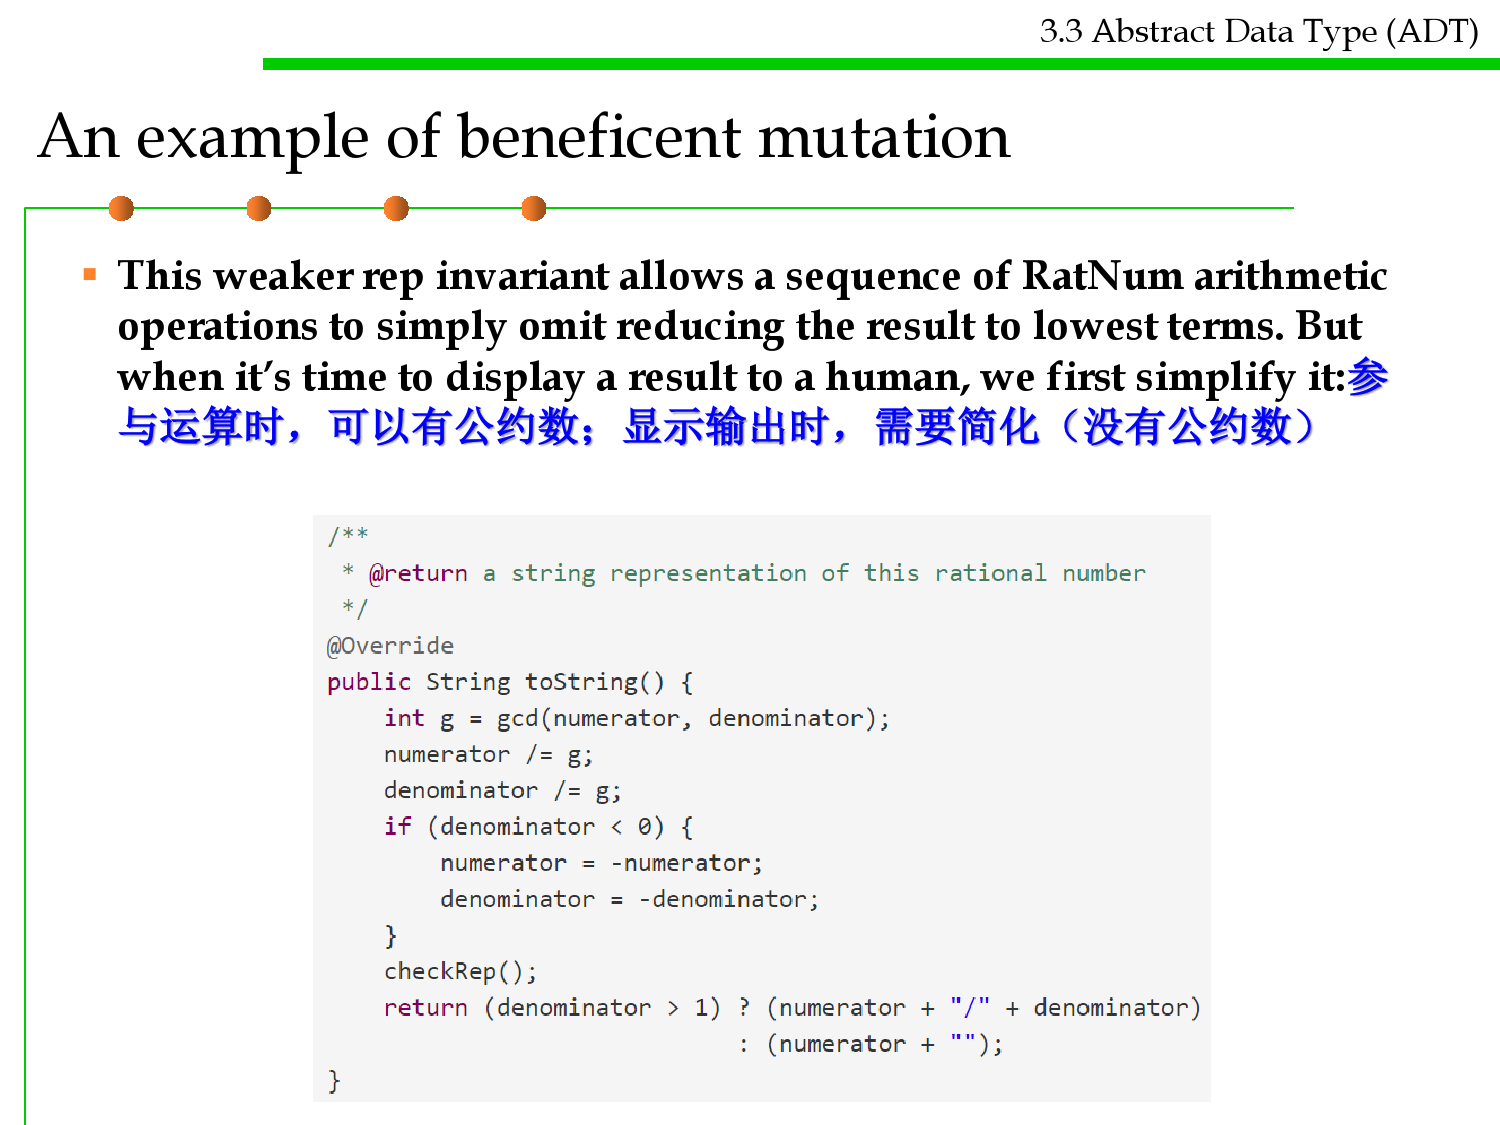 3.3 Abstract Data Type (ADT)
An example of beneficent mutation
This weaker rep invariant allows a sequence of RatNum arithmetic
operations to simply omit reducing the result to lowest terms. But
when it’s time to display a result to a human, we first simplify it:参
与运算时，可以有公约数；显示输出时，需要简化（没有公约数）
/**
 * @return a string representation of this rational number
 */
@Override
public String toString() {
    int g = gcd(numerator, denominator);
    numerator /= g;
    denominator /= g;
    if (denominator < 0) {
        numerator = -numerator;
        denominator = -denominator;
    }
    checkRep();
    return (denominator > 1) ? (numerator + "/" + denominator)
                             : (numerator + "");
}